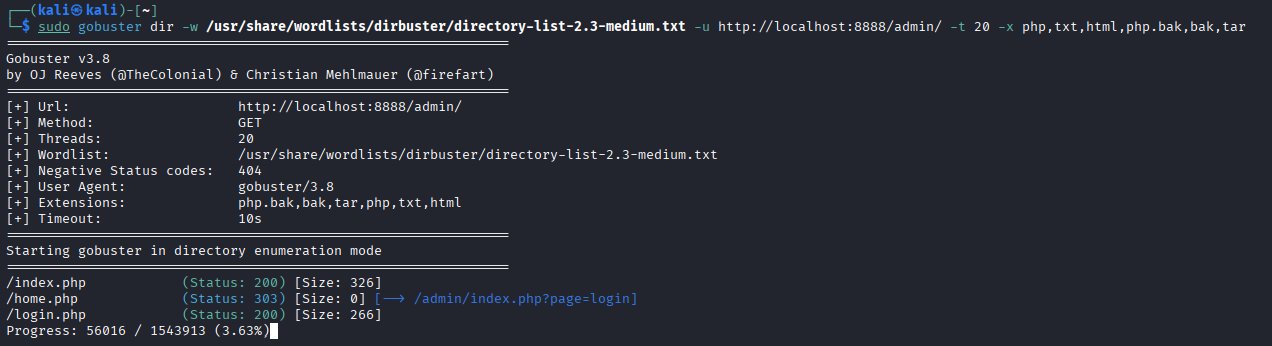 ┌──(kali㉿kali)-[~]
└─$ sudo gobuster dir -w /usr/share/wordlists/dirbuster/directory-list-2.3-medium.txt -u http://localhost:8888/admin/ -t 20 -x php,txt,html,php.bak,bak,tar
===============================================================
Gobuster v3.8
by OJ Reeves (@TheColonial) & Christian Mehlmauer (@firefart)
===============================================================
[+] Url:                     http://localhost:8888/admin/
[+] Method:                  GET
[+] Threads:                 20
[+] Wordlist:                /usr/share/wordlists/dirbuster/directory-list-2.3-medium.txt
[+] Negative Status codes:   404
[+] User Agent:              gobuster/3.8
[+] Extensions:              php.bak,bak,tar,php,txt,html
[+] Timeout:                 10s
===============================================================
Starting gobuster in directory enumeration mode
===============================================================
/index.php            (Status: 200) [Size: 326]
/home.php             (Status: 303) [Size: 0] [--> /admin/index.php?page=login]
/login.php            (Status: 200) [Size: 266]
Progress: 56016 / 1543913 (3.63%)